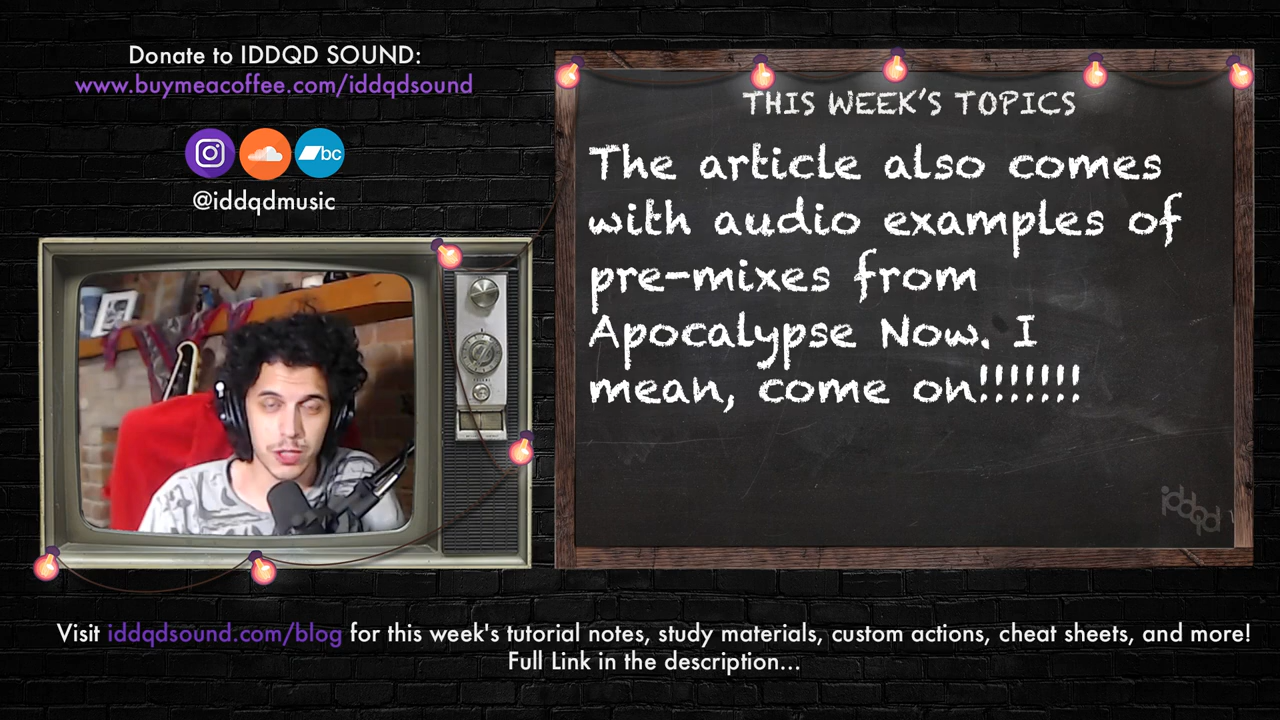 Donate to IDDQD SOUND:
www.buymeacoffee.com/iddqdsound
bc
@iddqdmusic
THIS WEEK'S TOPICS
The article also comes
with audio examples of
pre-mixes from
Apocalypse Now. I
mean, come on!!!!!!!
iddqd
Visit iddqdsound.com/blog for this week's tutorial notes, study materials, custom actions, cheat sheets, and more!
Full Link in the description...